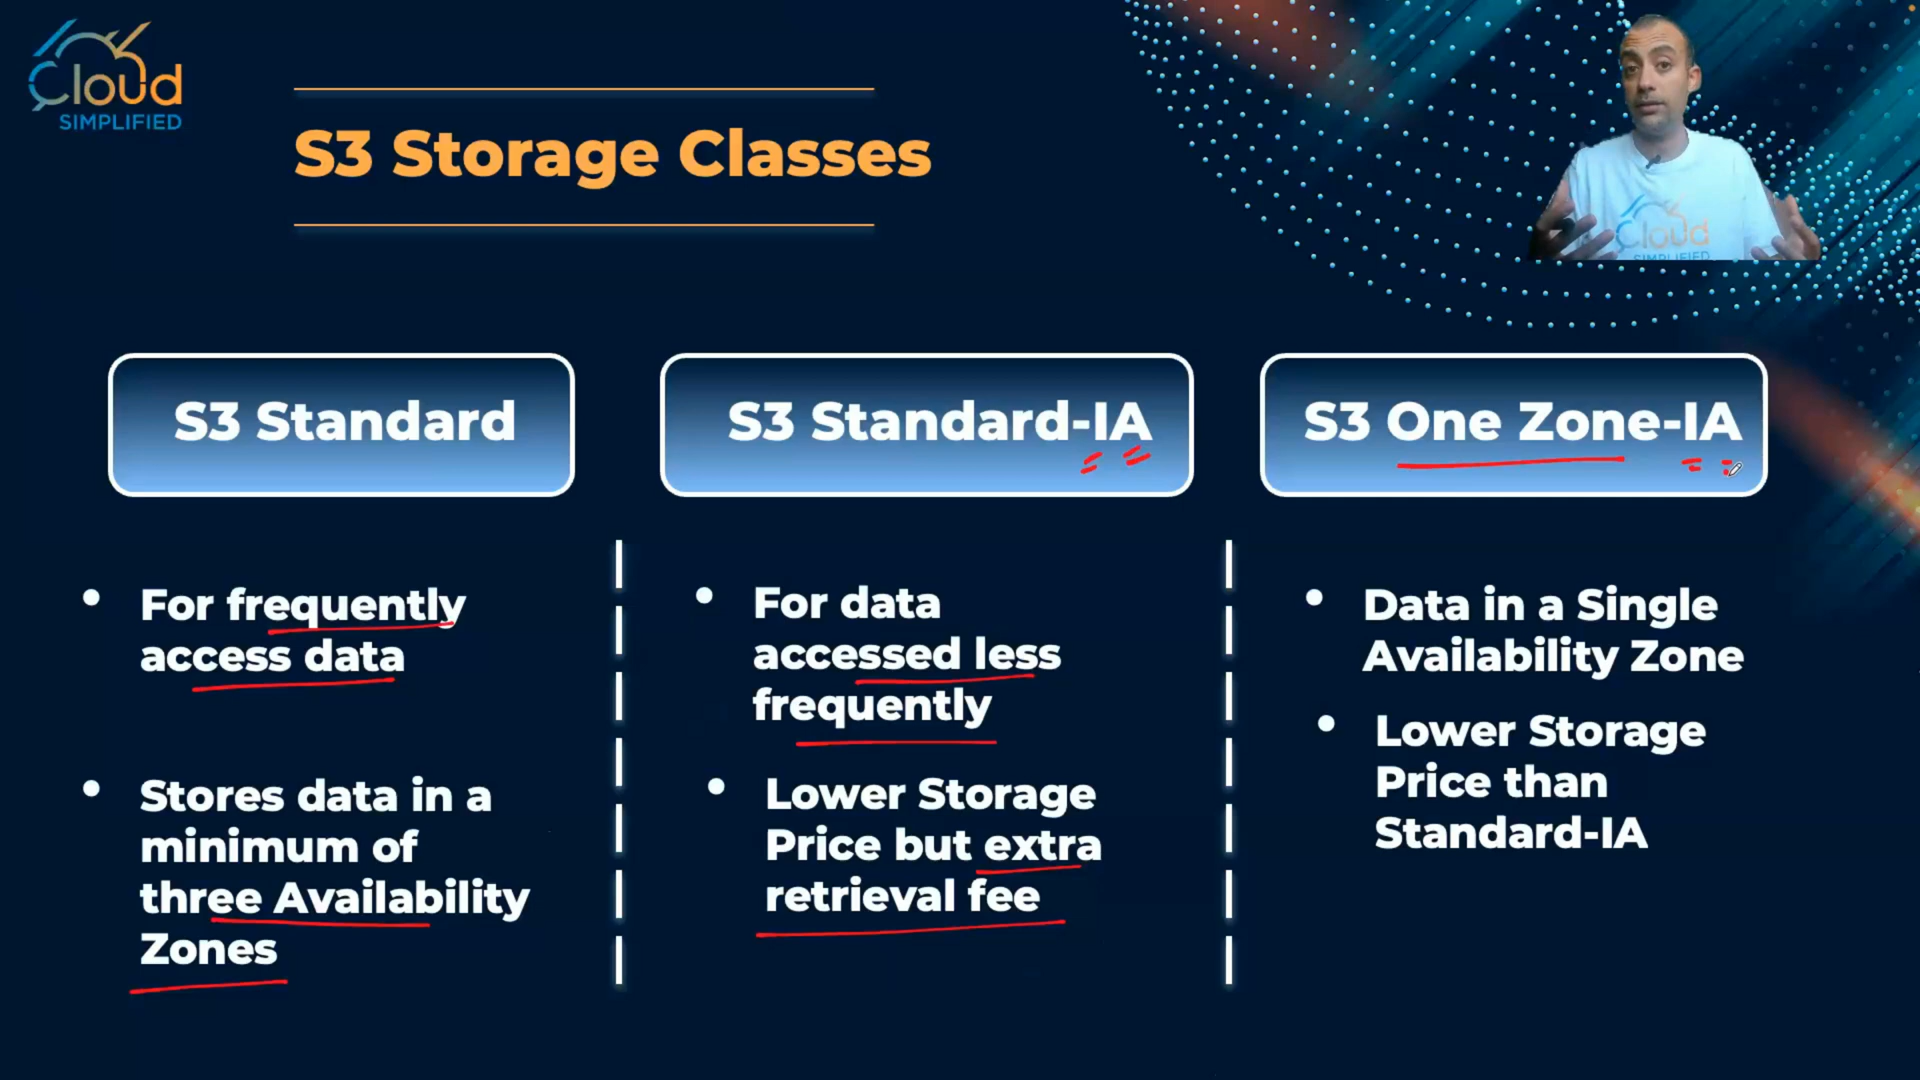 Cloud
SIMPLIFIED
S3 Storage Classes
Cloud
SIMPLIFIED
S3 Standard
S3 Standard-IA
S3 One Zone-IA
• For frequently
access data
• Stores data in a
minimum of
three Availability
Zones
• For data
accessed less
frequently
• Lower Storage
Price but extra
retrieval fee
• Data in a Single
Availability Zone
• Lower Storage
Price than
Standard-IA